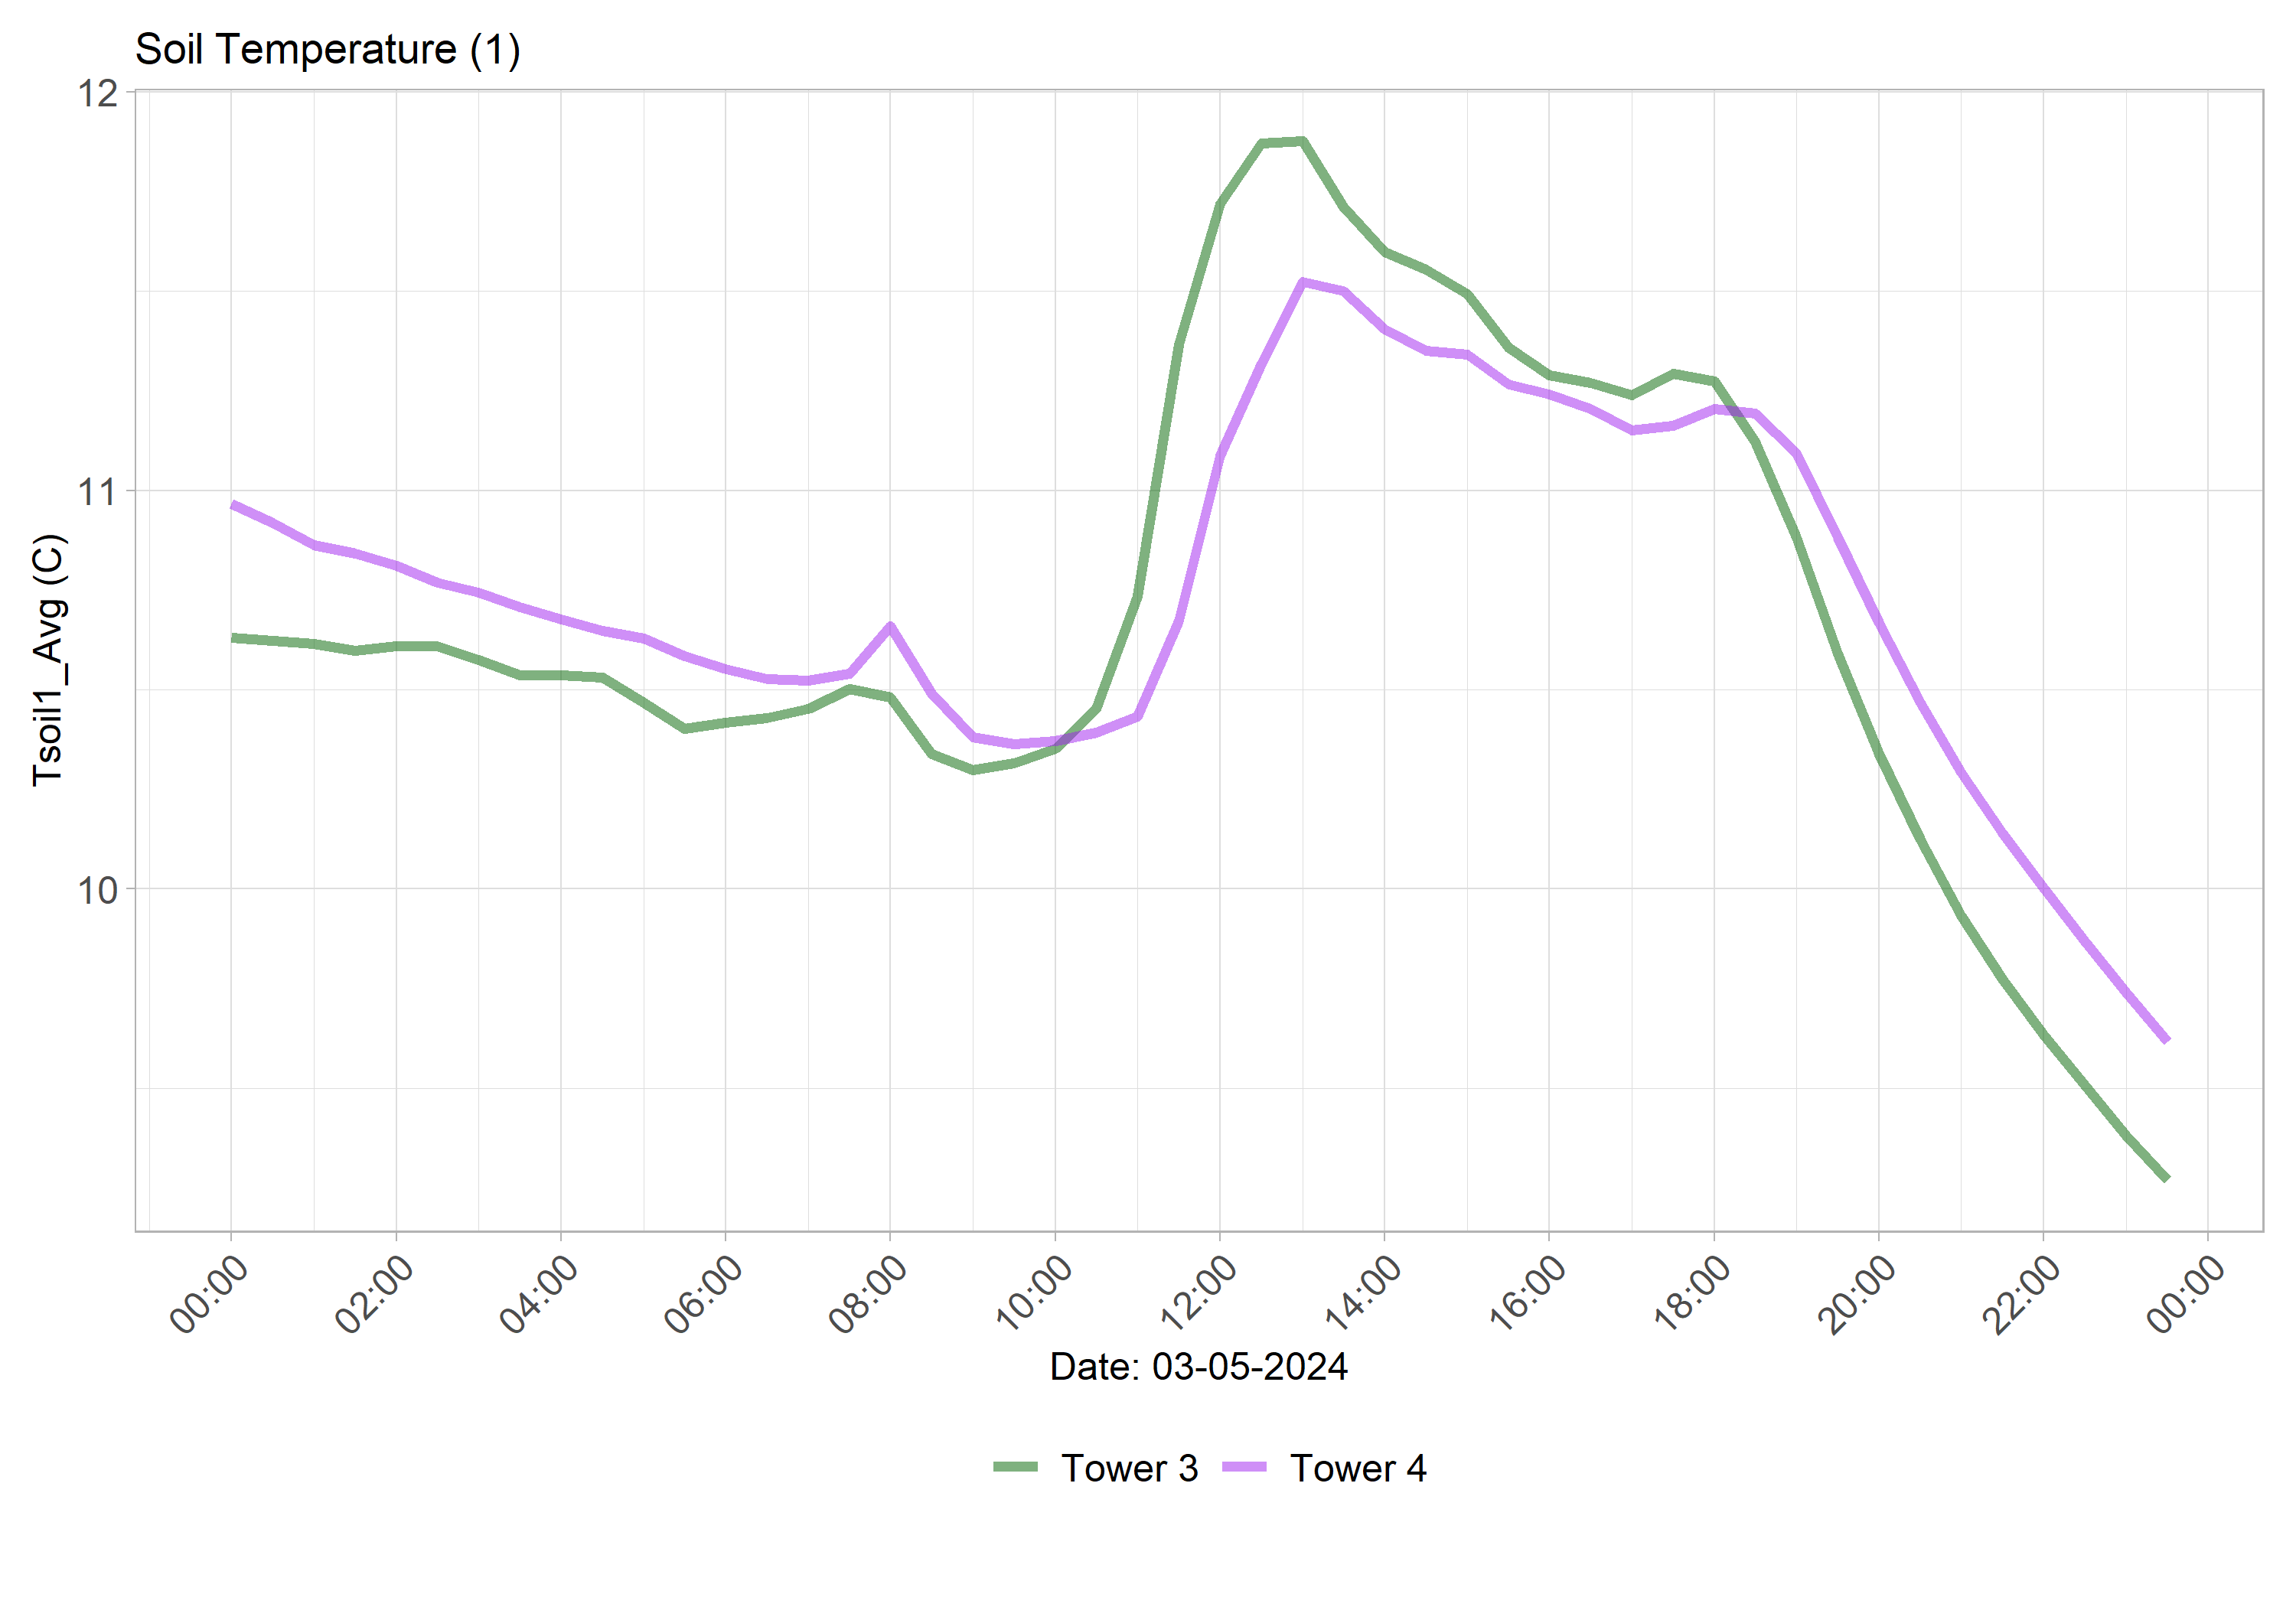 Soil Temperature (1)
12
11
10
Tsoil1_Avg (C)
00:00 02:00 04:00 06:00 08:00 10:00 12:00 14:00 16:00 18:00 20:00 22:00 00:00
Date: 03-05-2024
Tower 3 Tower 4